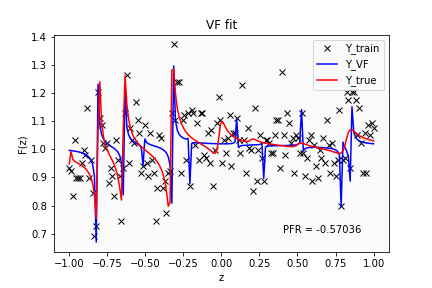 VF fit
Y_train
Y_VF
Y_true
F(z)
1.4
1.3
1.2
1.1
1.0
0.9
0.8
0.7
PFR = -0.57036
-1.00 -0.75 -0.50 -0.25 0.00 0.25 0.50 0.75 1.00
z